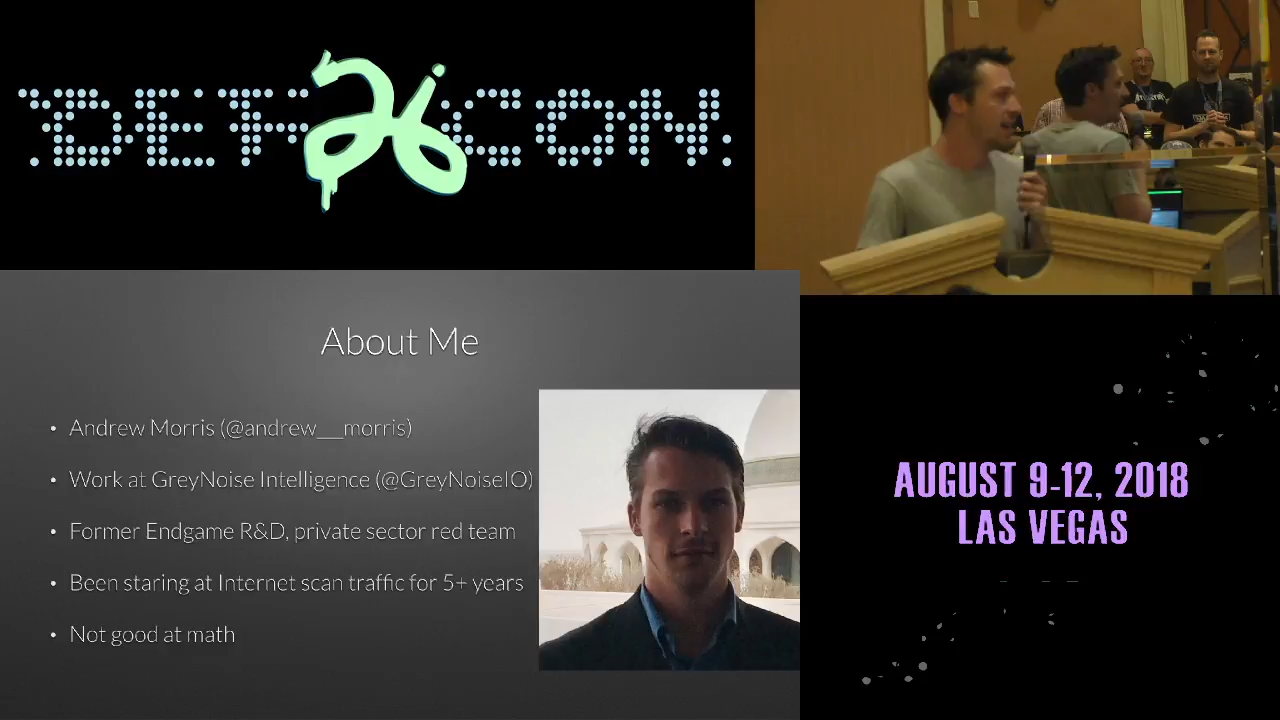 DEF 26 CON
About Me
• Andrew Morris (@andrew___morris)
• Work at GreyNoise Intelligence (@GreyNoiseIO)
• Former Endgame R&D, private sector red team
• Been staring at Internet scan traffic for 5+ years
• Not good at math
AUGUST 9-12, 2018
LAS VEGAS